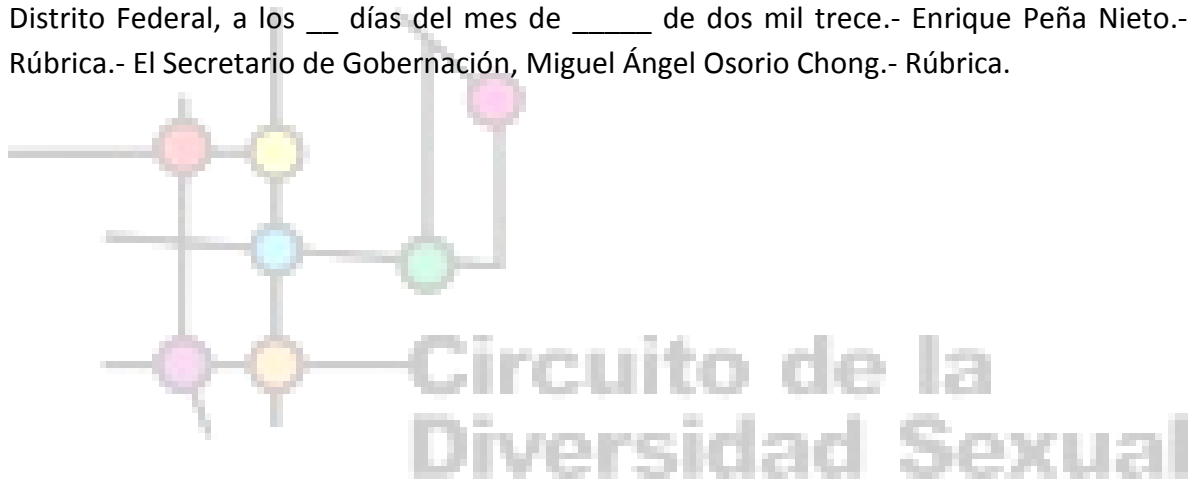 Distrito Federal, a los __ días del mes de _____ de dos mil trece.- Enrique Peña Nieto.-
Rúbrica.- El Secretario de Gobernación, Miguel Ángel Osorio Chong.- Rúbrica.
Circuito de la
Diversidad Sexual